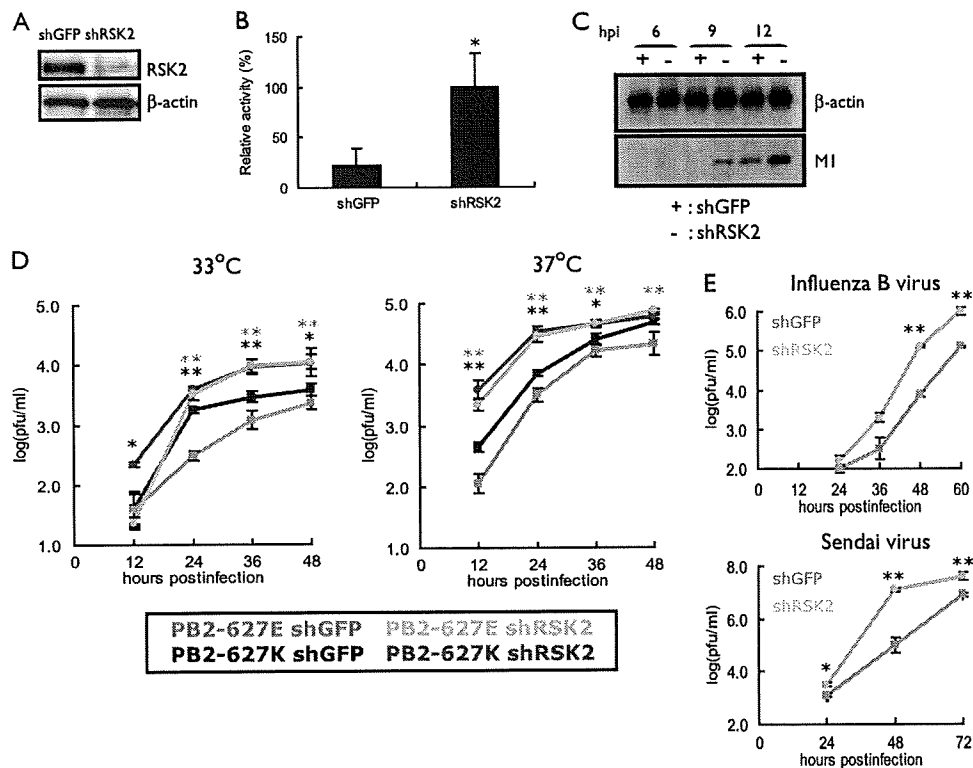 A
shGFP shRSK2
RSK2
β-actin
B
Relative activity (%)
150
100
50
0
*
shGFP
shRSK2
C
hpi 6 9 12
+ - + - + -
β-actin
M1
+ : shGFP
- : shRSK2
D
33°C
log(pfu/ml)
5.0
4.0
3.0
2.0
1.0
*
**
**
**
**
**
*
0 12 24 36 48
hours postinfection
37°C
log(pfu/ml)
5.0
4.0
3.0
2.0
1.0
**
**
**
**
**
*
**
0 12 24 36 48
hours postinfection
PB2-627E shGFP PB2-627E shRSK2
PB2-627K shGFP PB2-627K shRSK2
E
Influenza B virus
shGFP
shRSK2
log(pfu/ml)
6.0
5.0
4.0
3.0
2.0
**
**
0 12 24 36 48 60
hours postinfection
Sendai virus
shGFP
shRSK2
log(pfu/ml)
8.0
6.0
4.0
2.0
*
**
**
0 24 48 72
hours postinfection